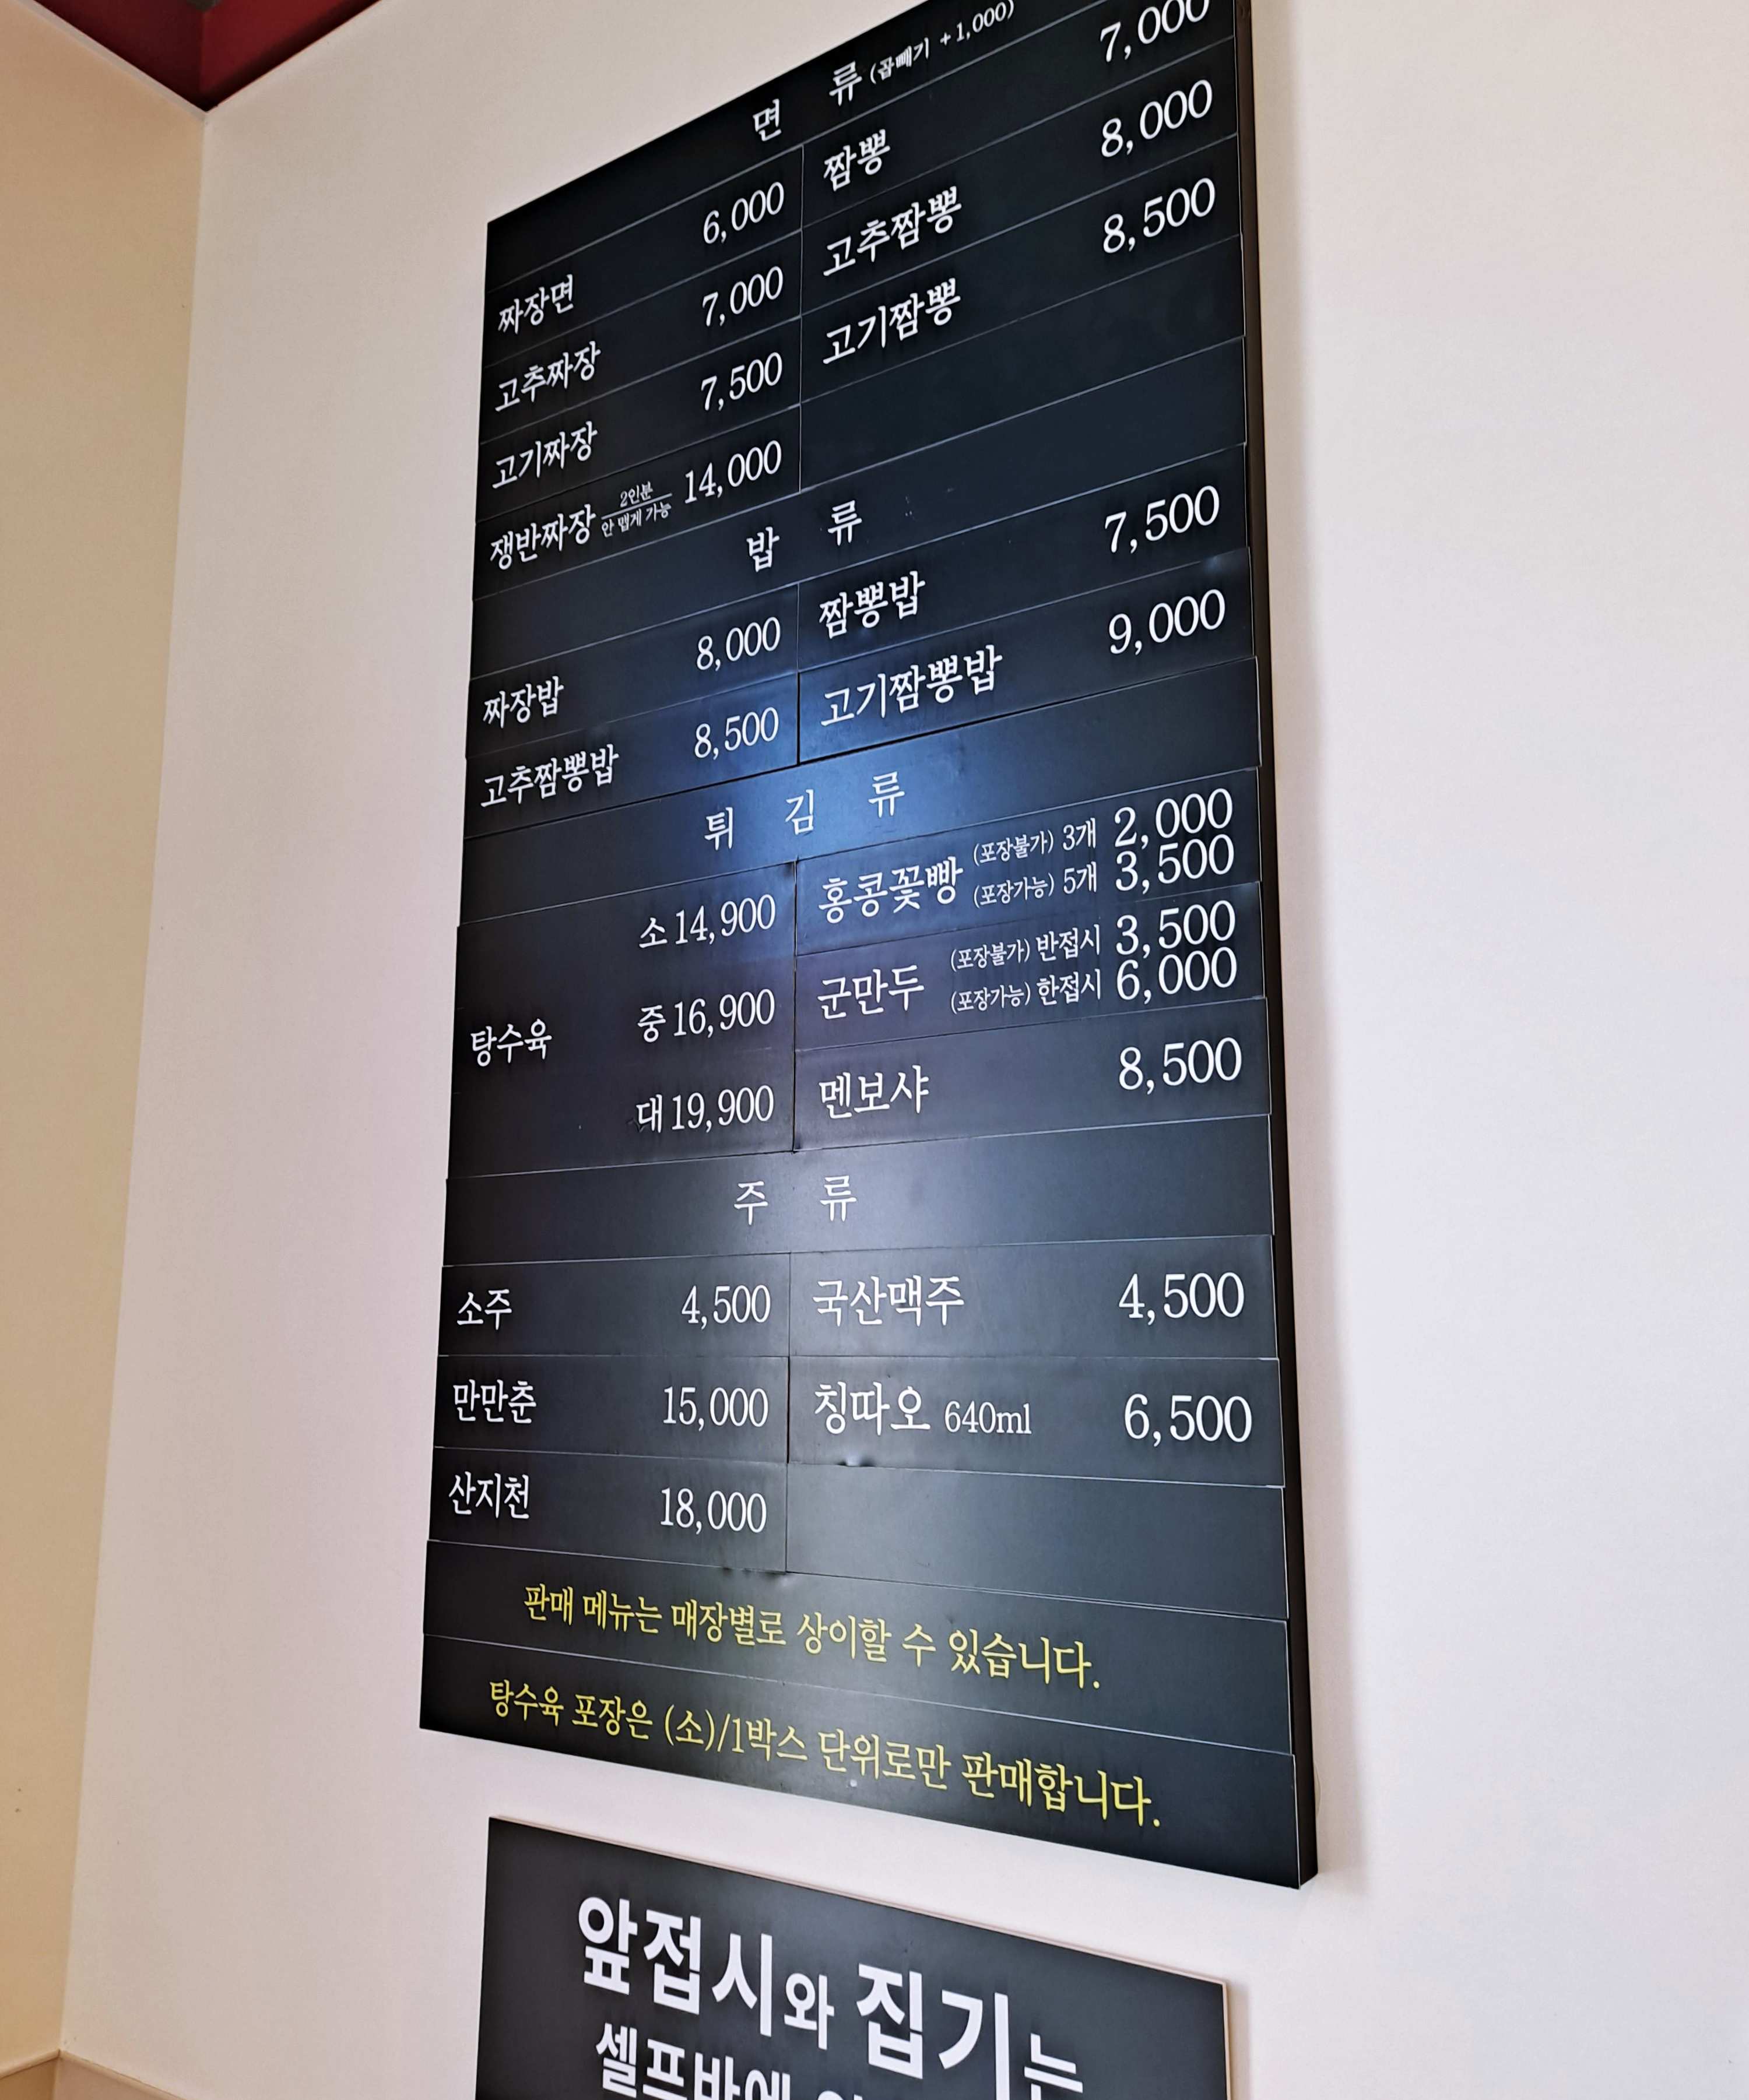 면 류 (곱빼기 +1,000)
짜장면 6,000 짬뽕 7,000
고추짜장 7,000 고추짬뽕 8,000
고기짜장 7,500 고기짬뽕 8,500
쟁반짜장 2인분 안 맵게 가능 14,000
밥 류
짜장밥 8,000 짬뽕밥 7,500
고추짬뽕밥 8,500 고기짬뽕밥 9,000
튀 김 류
탕수육 소 14,900
중 16,900
대 19,900
홍콩꽃빵 (포장불가) 3개 2,000
(포장가능) 5개 3,500
군만두 (포장불가) 반접시 3,500
(포장가능) 한접시 6,000
멘보샤 8,500
주 류
소주 4,500 국산맥주 4,500
만만춘 15,000 칭따오 640ml 6,500
산지천 18,000
판매 메뉴는 매장별로 상이할 수 있습니다.
탕수육 포장은 (소)/1박스 단위로만 판매합니다.
앞접시와 집기는
셀프바에